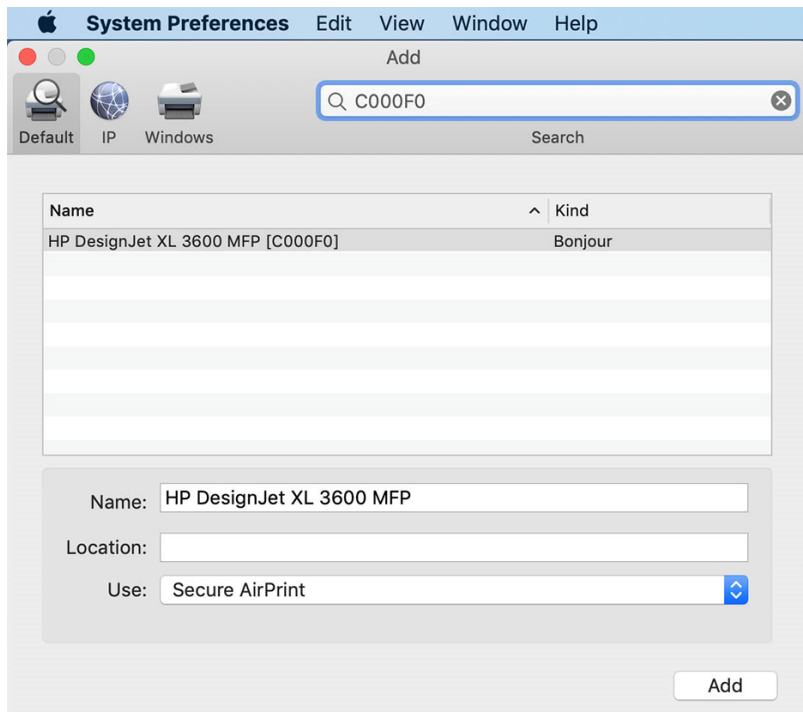 System Preferences Edit View Window Help
Add
C000F0
Default IP Windows Search
Name Kind
HP DesignJet XL 3600 MFP [C000F0] Bonjour
Name: HP DesignJet XL 3600 MFP
Location:
Use: Secure AirPrint
Add